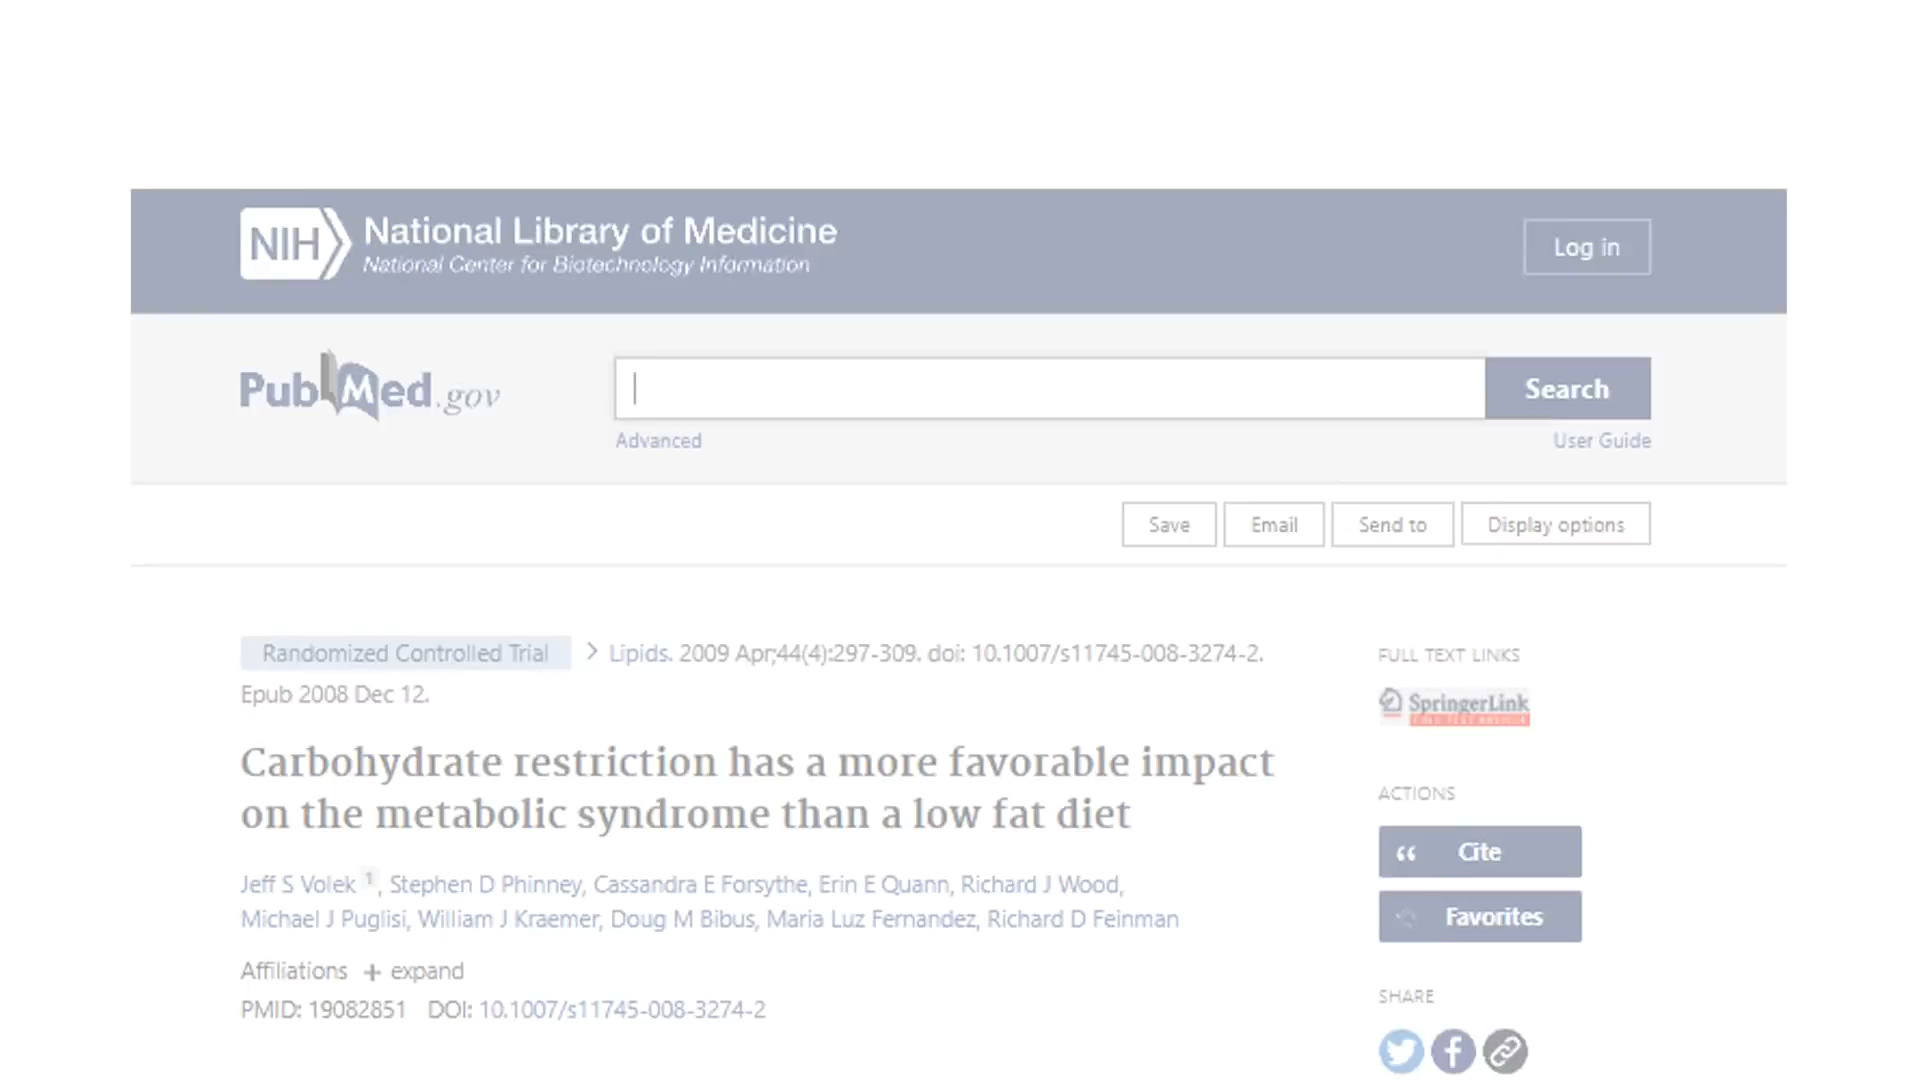 NIH National Library of Medicine
National Center for Biotechnology Information
Log in
PubMed.gov
Search
Advanced
User Guide
Save
Email
Send to
Display options
Randomized Controlled Trial > Lipids. 2009 Apr;44(4):297-309. doi: 10.1007/s11745-008-3274-2.
Epub 2008 Dec 12.
Carbohydrate restriction has a more favorable impact
on the metabolic syndrome than a low fat diet
Jeff S Volek 1, Stephen D Phinney, Cassandra E Forsythe, Erin E Quann, Richard J Wood,
Michael J Puglisi, William J Kraemer, Doug M Bibus, Maria Luz Fernandez, Richard D Feinman
Affiliations + expand
PMID: 19082851 DOI: 10.1007/s11745-008-3274-2
FULL TEXT LINKS
SpringerLink
FULL TEXT ARTICLE
ACTIONS
Cite
Favorites
SHARE